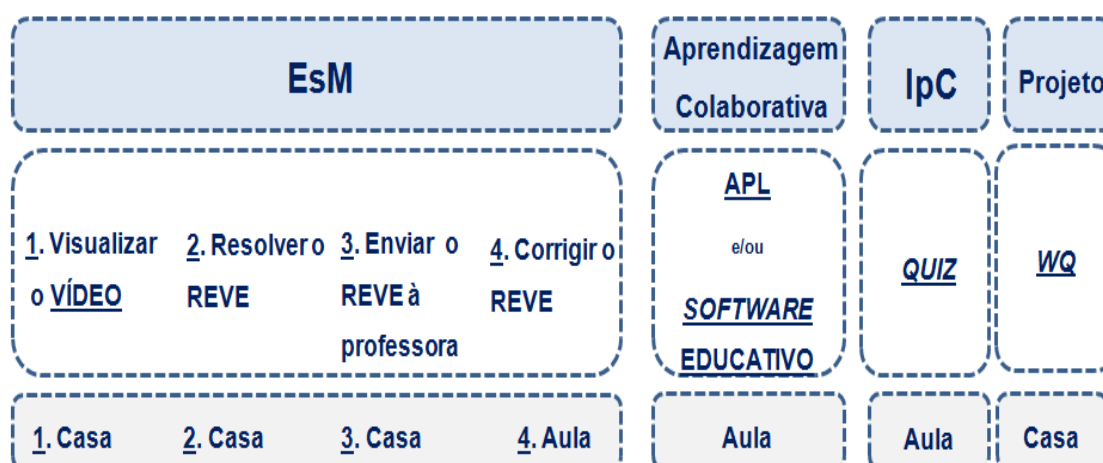 EsM
Aprendizagem
Colaborativa
IpC
Projeto
1. Visualizar
o VÍDEO
2. Resolver o
REVE
3. Enviar o
REVE à
professora
4. Corrigir o
REVE
APL
e/ou
SOFTWARE
EDUCATIVO
QUIZ
WQ
1. Casa
2. Casa
3. Casa
4. Aula
Aula
Aula
Casa